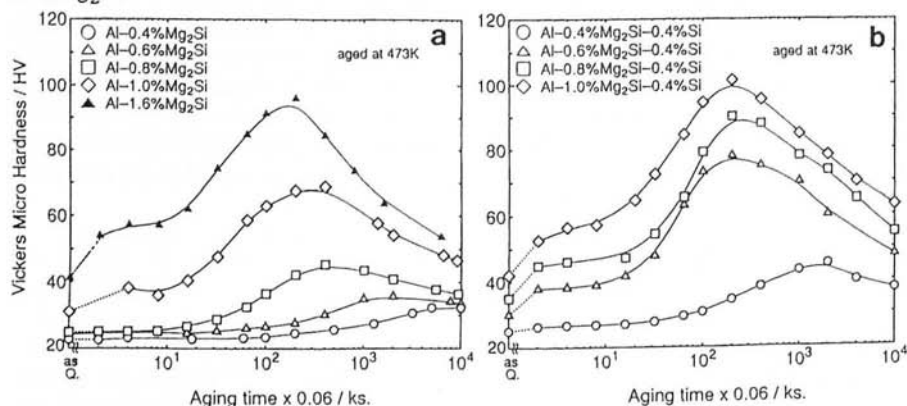 g2
120
100
80
60
40
20
Vickers Micro Hardness / HV
Al-0.4%Mg2Si
Al-0.6%Mg2Si
Al-0.8%Mg2Si
Al-1.0%Mg2Si
Al-1.6%Mg2Si
a
aged at 473K
as
Q.
10¹ 10² 10³ 10⁴
Aging time x 0.06 / ks.
120
100
80
60
40
20
Al-0.4%Mg2Si-0.4%Si
Al-0.6%Mg2Si-0.4%Si
Al-0.8%Mg2Si-0.4%Si
Al-1.0%Mg2Si-0.4%Si
b
aged at 473K
as
Q.
10¹ 10² 10³ 10⁴
Aging time x 0.06 / ks.